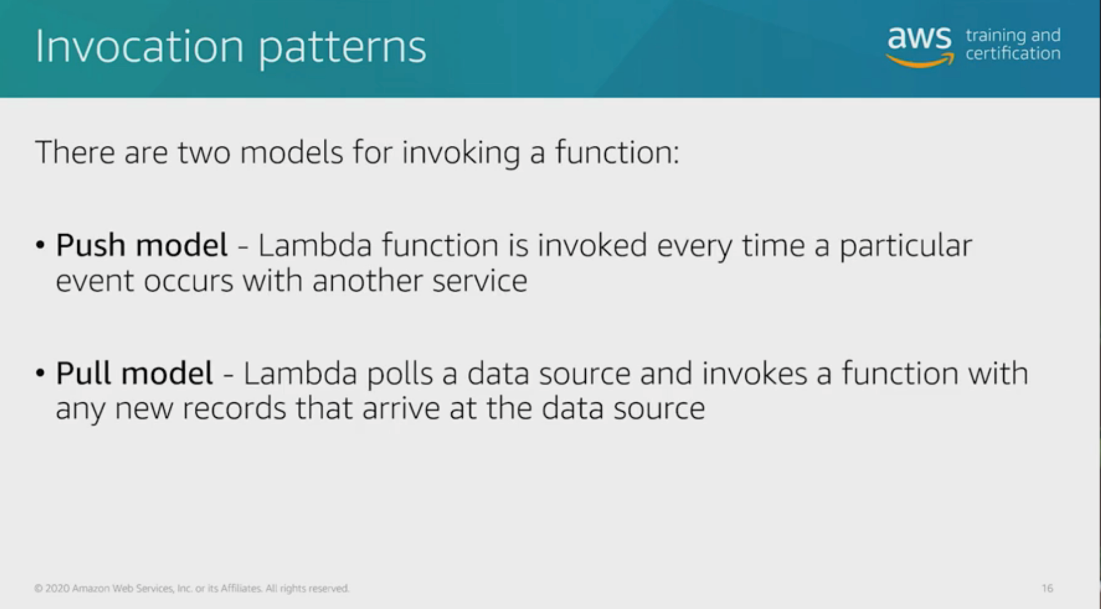 Invocation patterns
aws training and
certification
There are two models for invoking a function:
• Push model - Lambda function is invoked every time a particular
event occurs with another service
• Pull model - Lambda polls a data source and invokes a function with
any new records that arrive at the data source
© 2020 Amazon Web Services, Inc. or its Affiliates. All rights reserved.
16